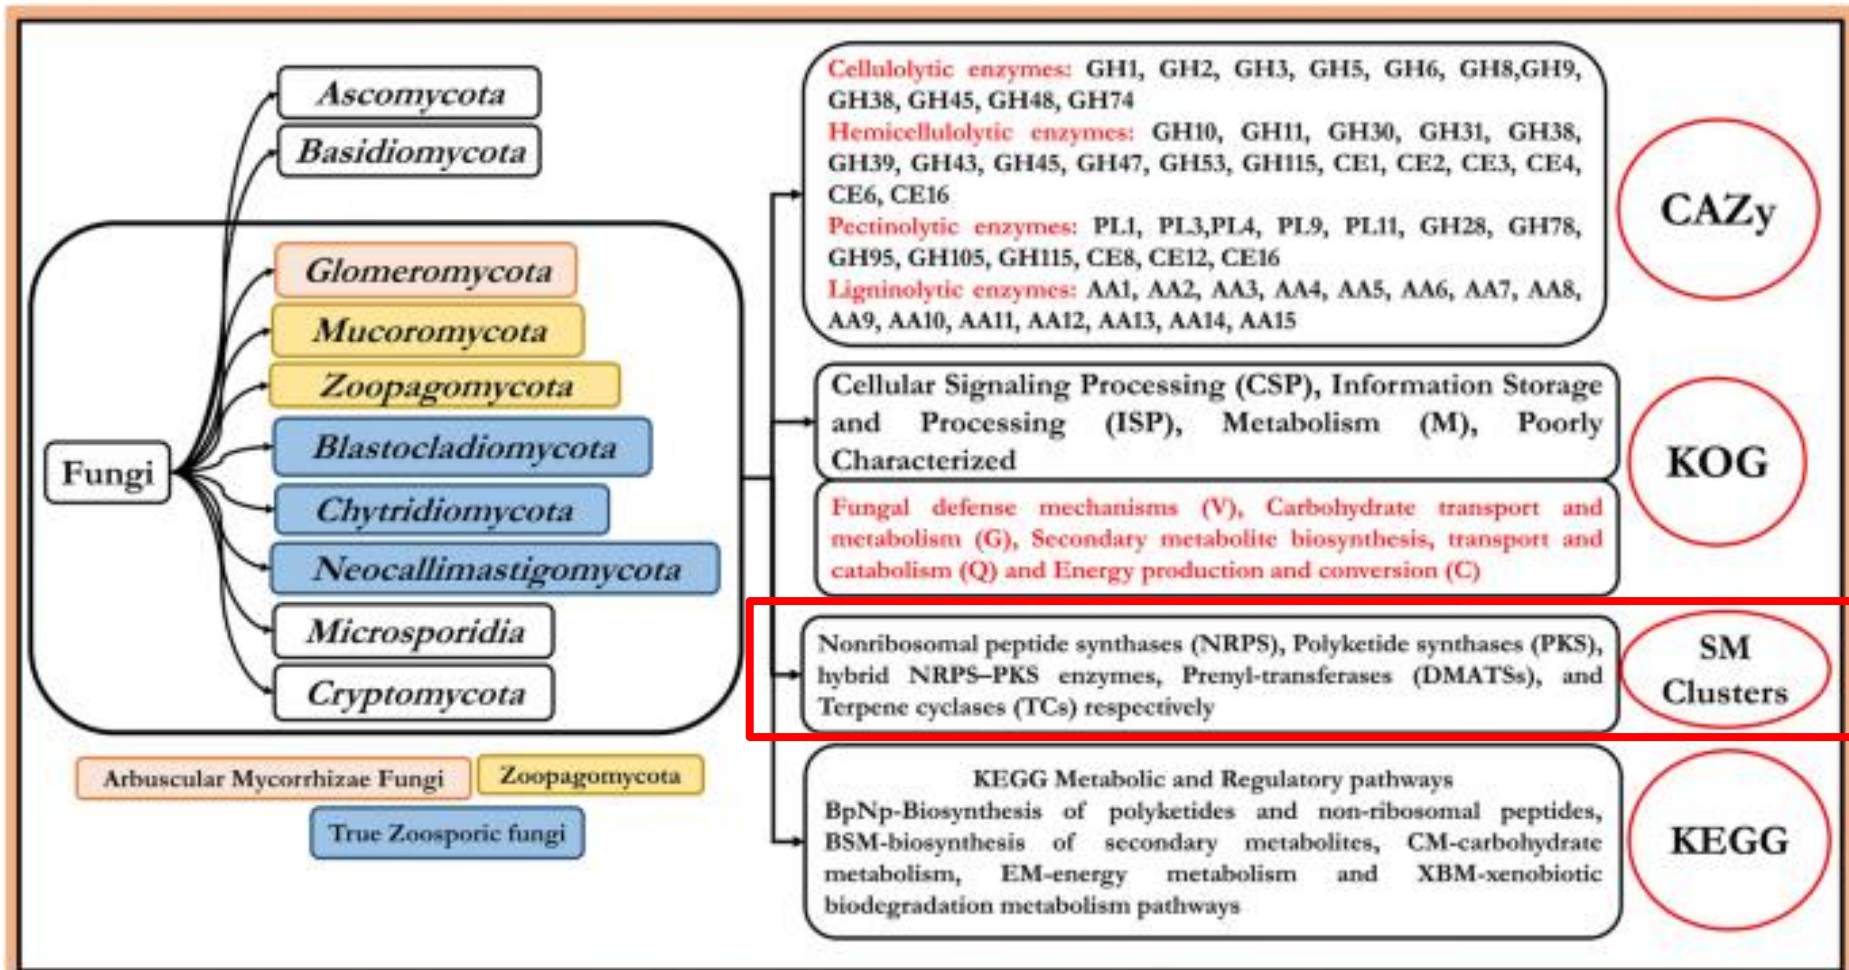 Fungi
Ascomycota
Basidiomycota
Glomeromycota
Mucoromycota
Zoopagomycota
Blastocladiomycota
Chytridiomycota
Neocallimastigomycota
Microsporidia
Cryptomycota
Arbuscular Mycorrhizae Fungi
Zoopagomycota
True Zoosporic fungi
Cellulolytic enzymes: GH1, GH2, GH3, GH5, GH6, GH8,GH9,
GH38, GH45, GH48, GH74
Hemicellulolytic enzymes: GH10, GH11, GH30, GH31, GH38,
GH39, GH43, GH45, GH47, GH53, GH115, CE1, CE2, CE3, CE4,
CE6, CE16
Pectinolytic enzymes: PL1, PL3,PL4, PL9, PL11, GH28, GH78,
GH95, GH105, GH115, CE8, CE12, CE16
Ligninolytic enzymes: AA1, AA2, AA3, AA4, AA5, AA6, AA7, AA8,
AA9, AA10, AA11, AA12, AA13, AA14, AA15
CAZy
Cellular Signaling Processing (CSP), Information Storage
and Processing (ISP), Metabolism (M), Poorly
Characterized
Fungal defense mechanisms (V), Carbohydrate transport and
metabolism (G), Secondary metabolite biosynthesis, transport and
catabolism (Q) and Energy production and conversion (C)
KOG
Nonribosomal peptide synthases (NRPS), Polyketide synthases (PKS),
hybrid NRPS–PKS enzymes, Prenyl-transferases (DMATSs), and
Terpene cyclases (TCs) respectively
SM
Clusters
KEGG Metabolic and Regulatory pathways
BpNp-Biosynthesis of polyketides and non-ribosomal peptides,
BSM-biosynthesis of secondary metabolites, CM-carbohydrate
metabolism, EM-energy metabolism and XBM-xenobiotic
biodegradation metabolism pathways
KEGG